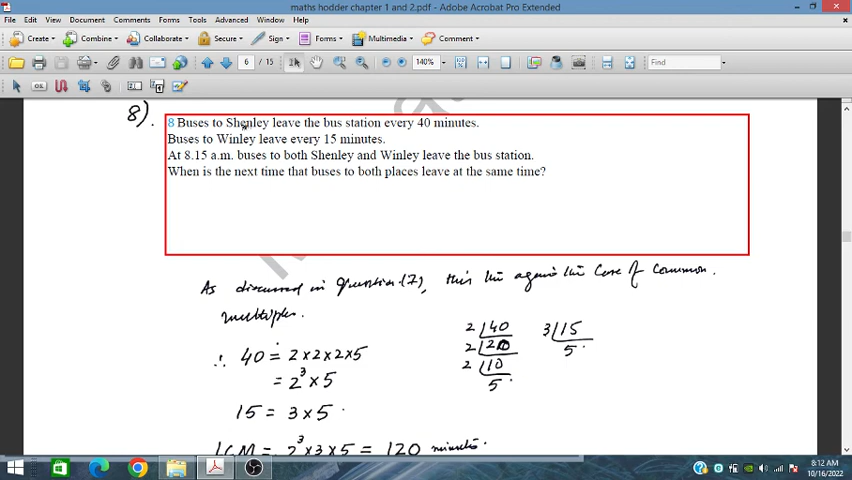 maths hodder chapter 1 and 2.pdf - Adobe Acrobat Pro Extended
File Edit View Document Comments Forms Tools Advanced Window Help
Create Combine Collaborate Secure Sign Forms Multimedia Comment
6 / 15 140% Find
8).
8 Buses to Shenley leave the bus station every 40 minutes.
Buses to Winley leave every 15 minutes.
At 8.15 a.m. buses to both Shenley and Winley leave the bus station.
When is the next time that buses to both places leave at the same time?
As discussed in Question (7), this is again the Case of Common
multiples.
2 40 3 15
2 20 5
2 10
5
∴ 40 = 2×2×2×5
= 2³×5
15 = 3×5
LCM = 2³×3×5 = 120 minutes.
8:12 AM
10/16/2022